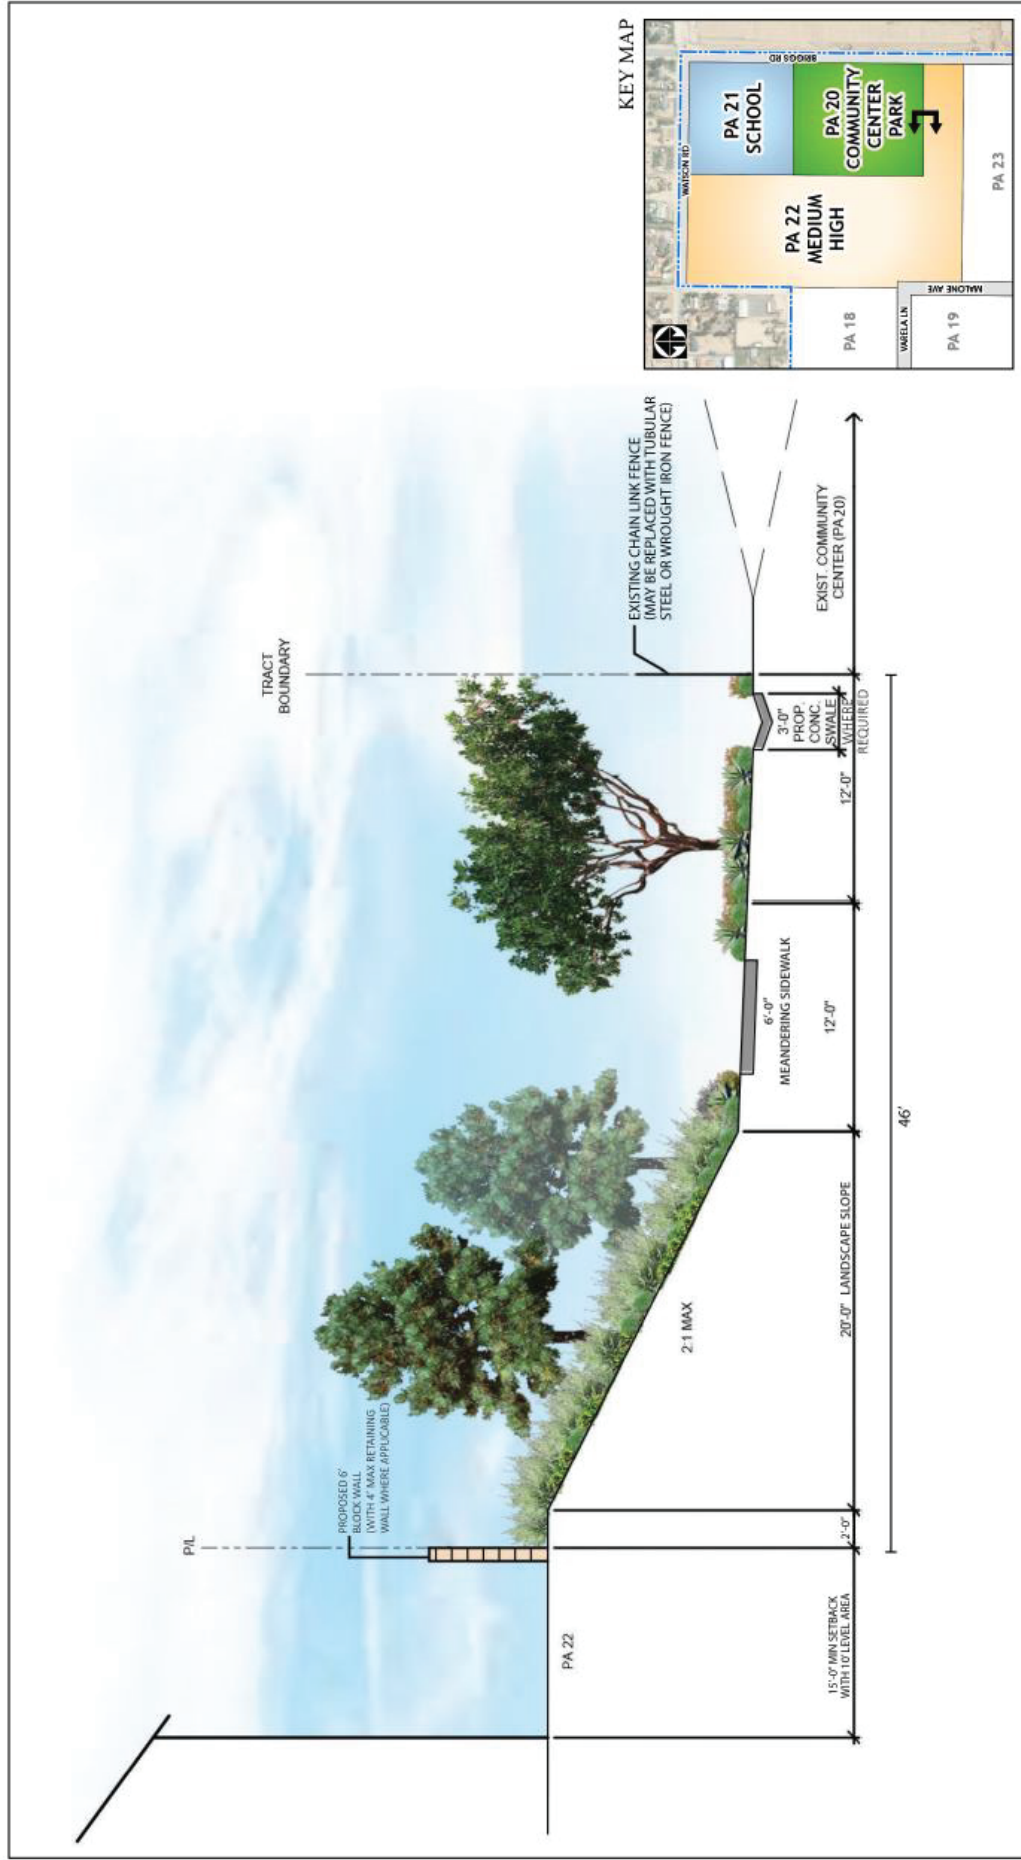 P/L
PROPOSED 6'
BLOCK WALL
(WITH 4' MAX RETAINING
WALL WHERE APPLICABLE)
TRACT
BOUNDARY
EXISTING CHAIN LINK FENCE
(MAY BE REPLACED WITH TUBULAR
STEEL OR WROUGHT IRON FENCE)
PA 22
2:1 MAX
6'-0"
MEANDERING SIDEWALK
3'-0"
PROP.
CONC.
SWALE
WHERE
REQUIRED
15'-0" MIN SETBACK
WITH 10' LEVEL AREA
2'-0"
20'-0" LANDSCAPE SLOPE
12'-0"
12'-0"
EXIST. COMMUNITY
CENTER (PA 20)
46'
KEY MAP
WATSON RD
BRIGGS RD
PA 21
SCHOOL
PA 22
MEDIUM
HIGH
PA 20
COMMUNITY
CENTER
PARK
PA 18
VARELA LN
MALONE AVE
PA 19
PA 23